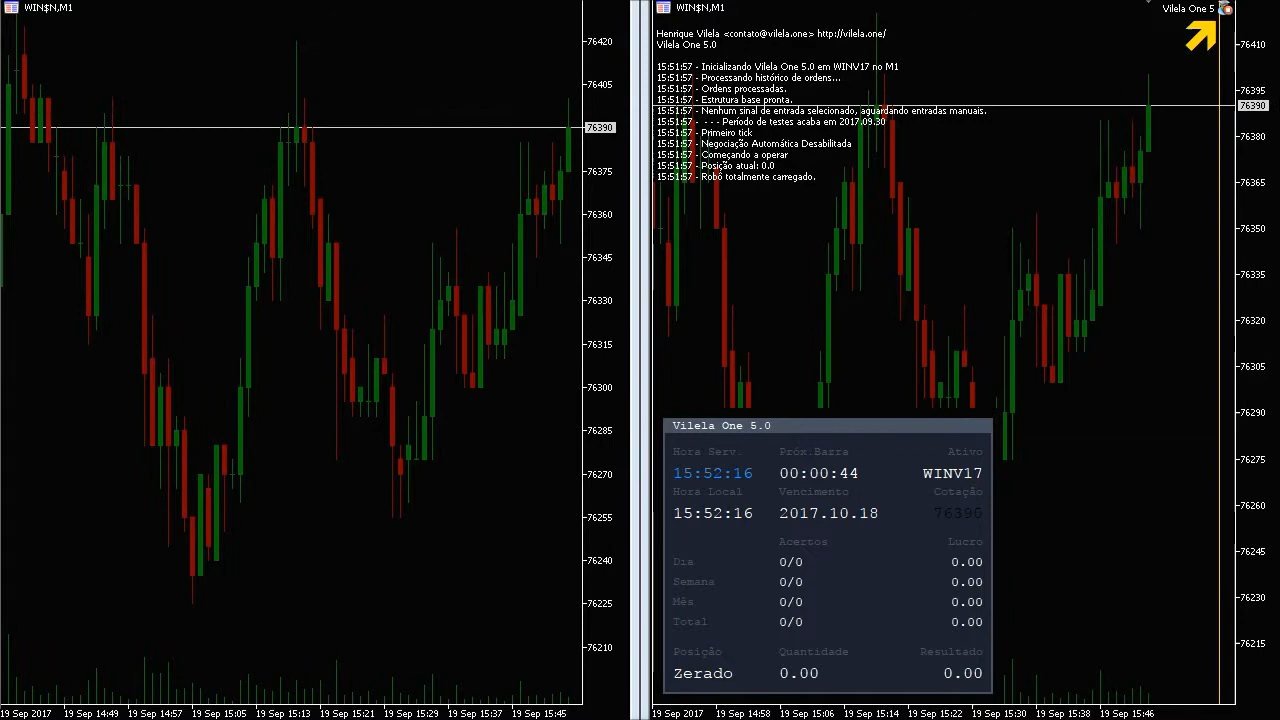 WIN$N,M1
76420
76405
76390
76375
76360
76345
76330
76315
76300
76285
76270
76255
76240
76225
76210
19 Sep 2017 19 Sep 14:49 19 Sep 14:57 19 Sep 15:05 19 Sep 15:13 19 Sep 15:21 19 Sep 15:29 19 Sep 15:37 19 Sep 15:45
WIN$N,M1
Vilela One 5
Henrique Vilela <contato@vilela.one> http://vilela.one/
Vilela One 5.0
15:51:57 - Inicializando Vilela One 5.0 em WINV17 no M1
15:51:57 - Processando histórico de ordens...
15:51:57 - Ordens processadas.
15:51:57 - Estrutura base pronta.
15:51:57 - Nenhum sinal de entrada selecionado, aguardando entradas manuais.
15:51:57 - --- Período de testes acaba em 2017.09.30
15:51:57 - Primeiro tick
15:51:57 - Negociação Automática Desabilitada
15:51:57 - Começando a operar
15:51:57 - Posição atual: 0.0
15:51:57 - Robô totalmente carregado.
76410
76395
76390
76380
76365
76350
76335
76320
76305
76290
76275
76260
76245
76230
76215
Vilela One 5.0
Hora Serv. Próx.Barra Ativo
15:52:16 00:00:44 WINV17
Hora Local Vencimento Cotação
15:52:16 2017.10.18 76390
Acertos Lucro
Dia 0/0 0.00
Semana 0/0 0.00
Mês 0/0 0.00
Total 0/0 0.00
Posição Quantidade Resultado
Zerado 0.00 0.00
19 Sep 2017 19 Sep 14:58 19 Sep 15:06 19 Sep 15:14 19 Sep 15:22 19 Sep 15:30 19 Sep 15:38 19 Sep 15:46